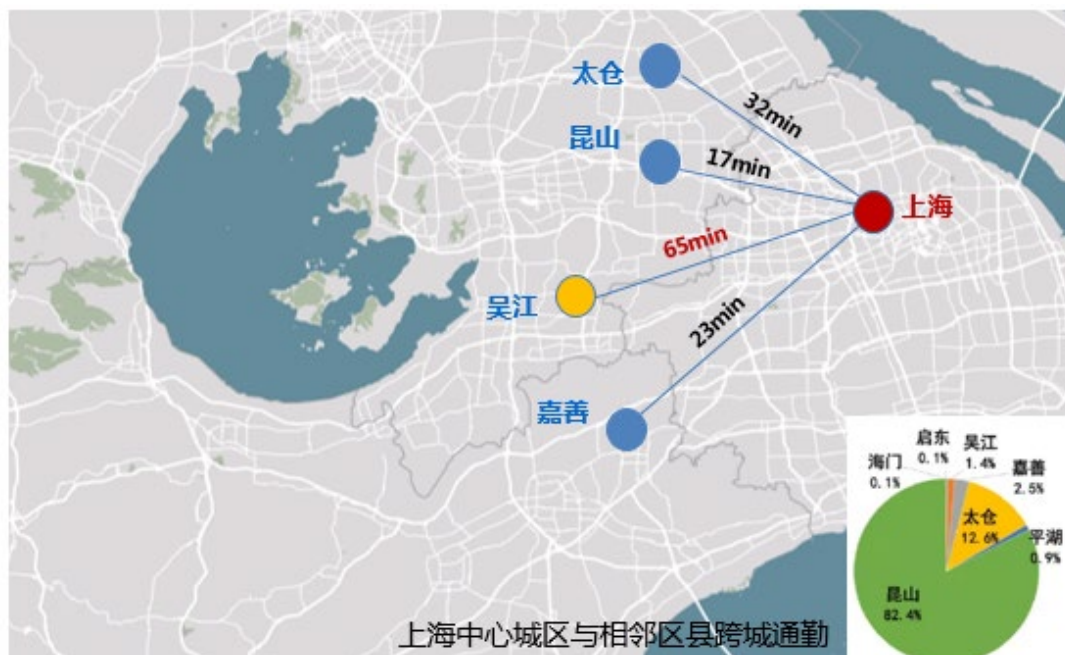 太仓
32min
昆山
17min
上海
65min
吴江
23min
嘉善
启东
0.1%
吴江
1.4%
海门
0.1%
嘉善
2.5%
太仓
12.6%
平湖
0.9%
昆山
82.4%
上海中心城区与相邻区县跨城通勤